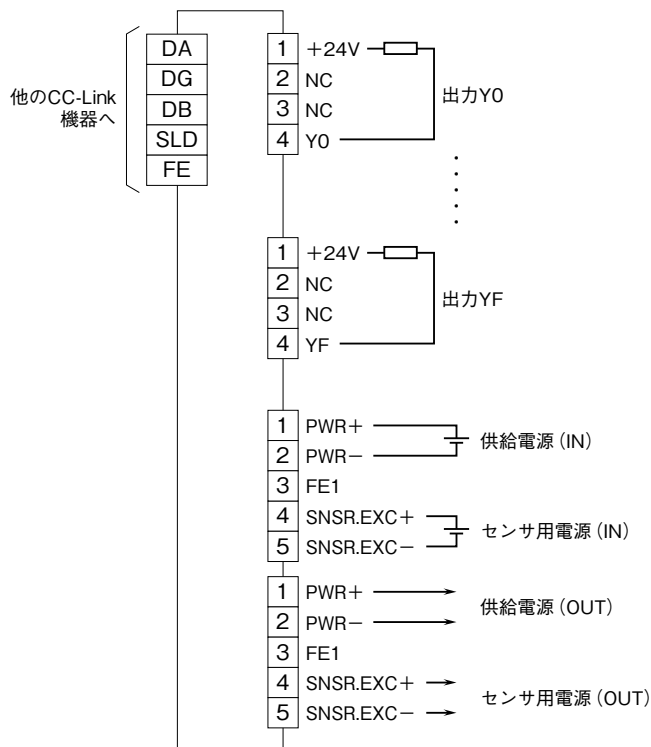 他のCC-Link
機器へ
DA
DG
DB
SLD
FE
1 +24V
2 NC
3 NC
4 Y0
出力Y0
1 +24V
2 NC
3 NC
4 YF
出力YF
1 PWR+
2 PWR−
3 FE1
4 SNSR.EXC+
5 SNSR.EXC−
供給電源(IN)
センサ用電源(IN)
1 PWR+
2 PWR−
3 FE1
4 SNSR.EXC+
5 SNSR.EXC−
供給電源(OUT)
センサ用電源(OUT)